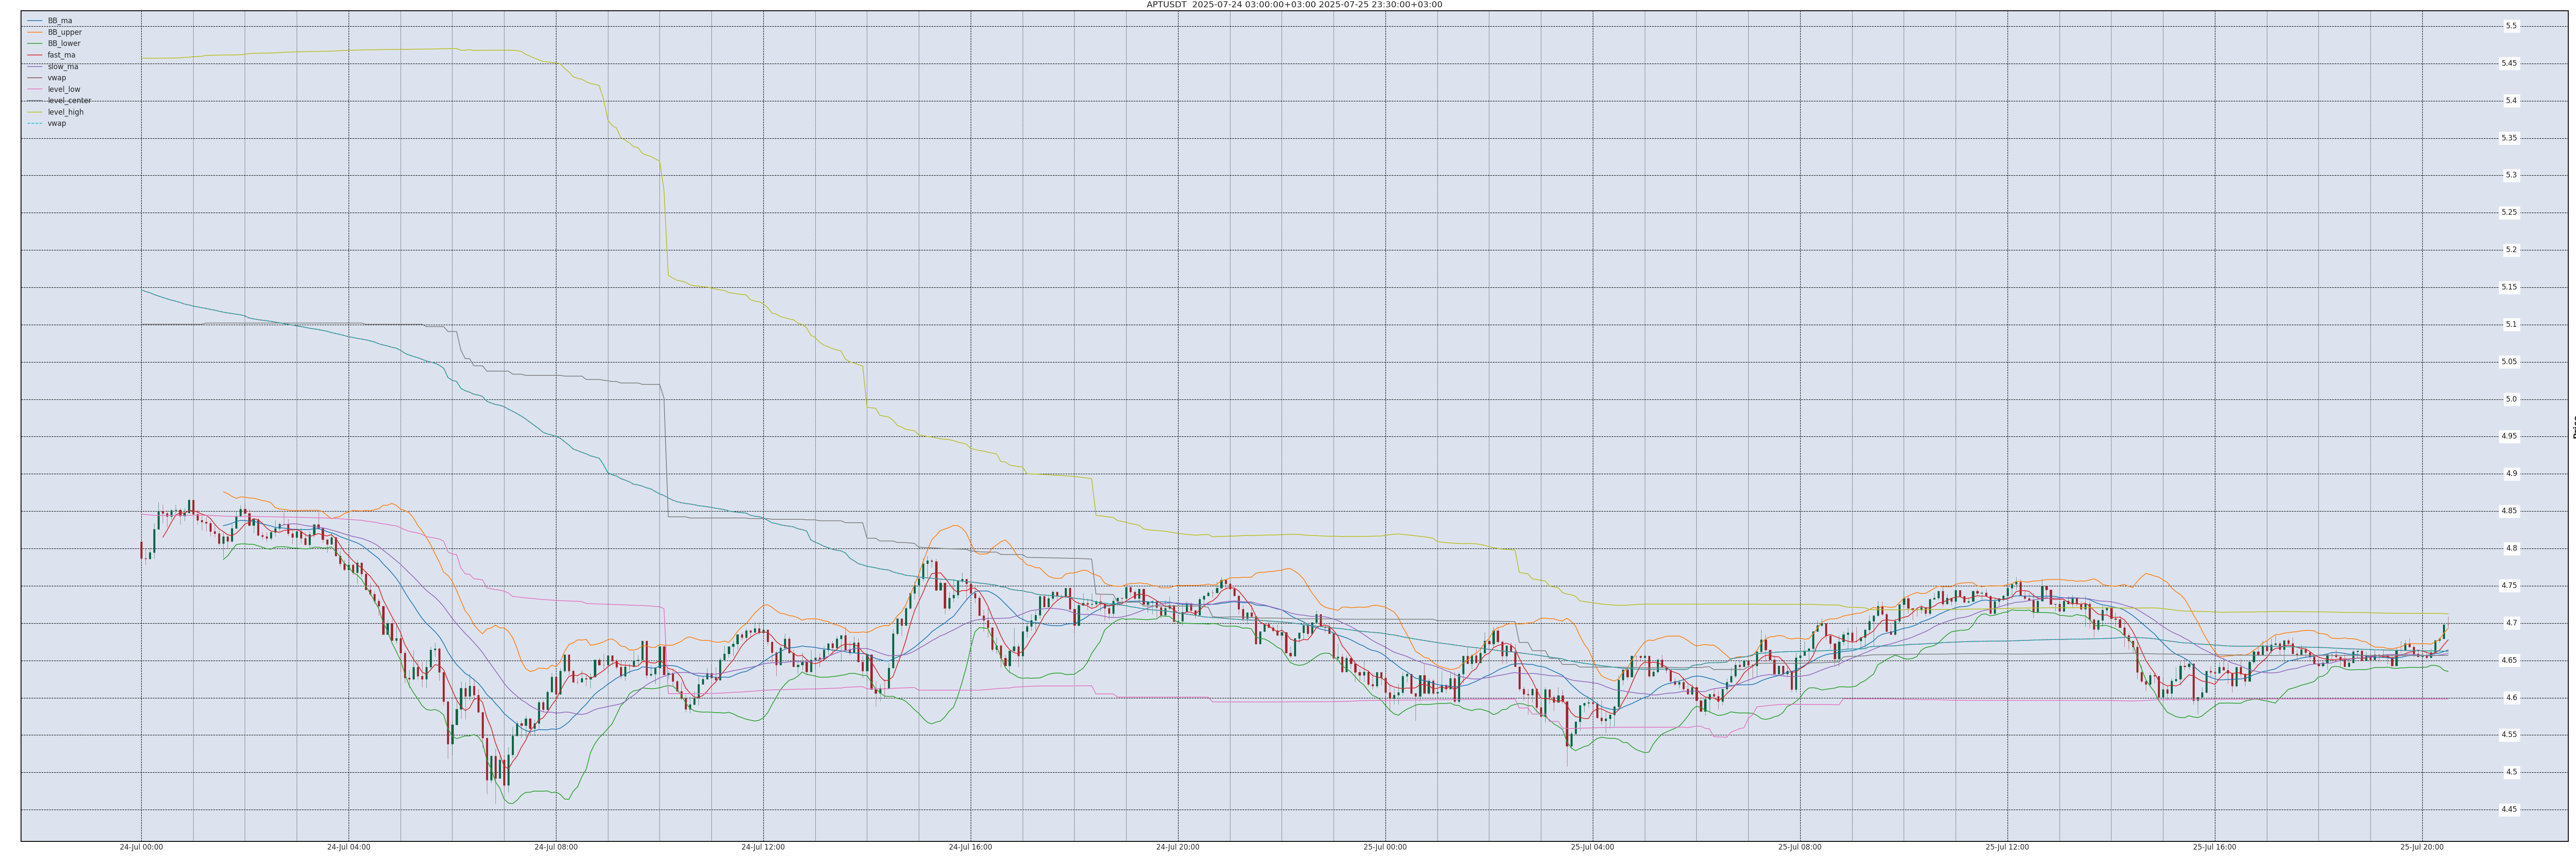 APTUSDT 2025-07-24 03:00:00+03:00 2025-07-25 23:30:00+03:00
BB_ma
BB_upper
BB_lower
fast_ma
slow_ma
vwap
level_low
level_center
level_high
vwap
5.5
5.45
5.4
5.35
5.3
5.25
5.2
5.15
5.1
5.05
5.0
4.95
4.9
4.85
4.8
4.75
4.7
4.65
4.6
4.55
4.5
4.45
24-Jul 00:00
24-Jul 04:00
24-Jul 08:00
24-Jul 12:00
24-Jul 16:00
24-Jul 20:00
25-Jul 00:00
25-Jul 04:00
25-Jul 08:00
25-Jul 12:00
25-Jul 16:00
25-Jul 20:00